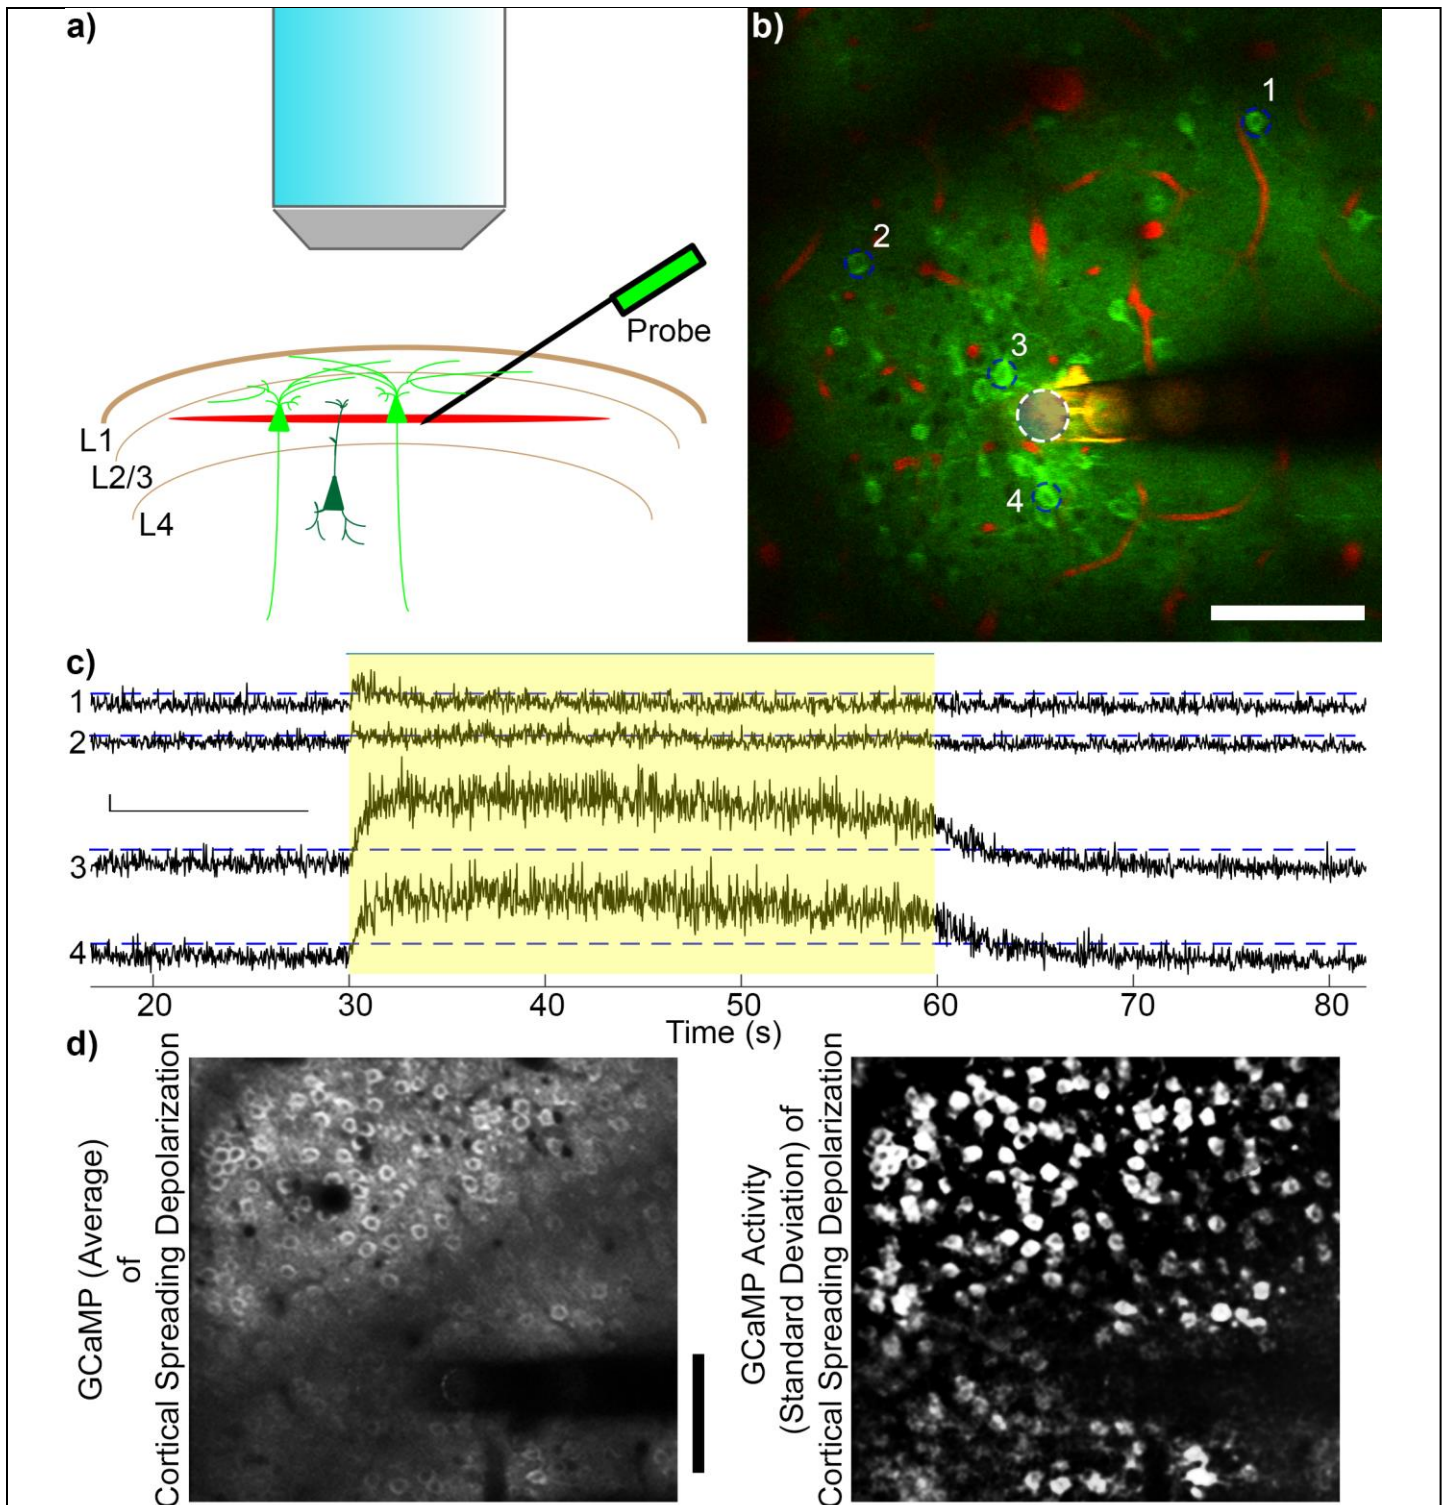 a)
Probe
L1
L2/3
L4
b)
1
2
3
4
c)
1
2
3
4
20 30 40 50 60 70 80
Time (s)
d)
GCaMP (Average)
of
Cortical Spreading Depolarization
GCaMP Activity
(Standard Deviation) of
Cortical Spreading Depolarization